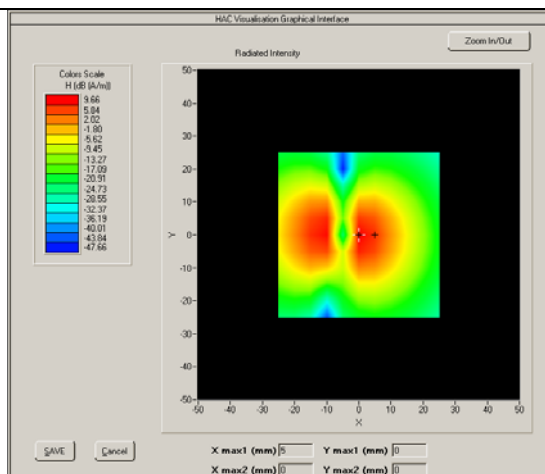 HAC Visualisation Graphical Interface
Zoom In/Out
Radiated Intensity
Colors Scale
H (dB (A/m))
9.66
5.84
2.02
-1.80
-5.62
-9.45
-13.27
-17.09
-20.91
-24.73
-28.55
-32.37
-36.19
-40.01
-43.84
-47.66
50
40
30
20
10
0
-10
-20
-30
-40
-50
Y
-50 -40 -30 -20 -10 0 10 20 30 40 50
X
SAVE
Cancel
X max1 (mm) 5 Y max1 (mm) 0
X max2 (mm) 0 Y max2 (mm) 0